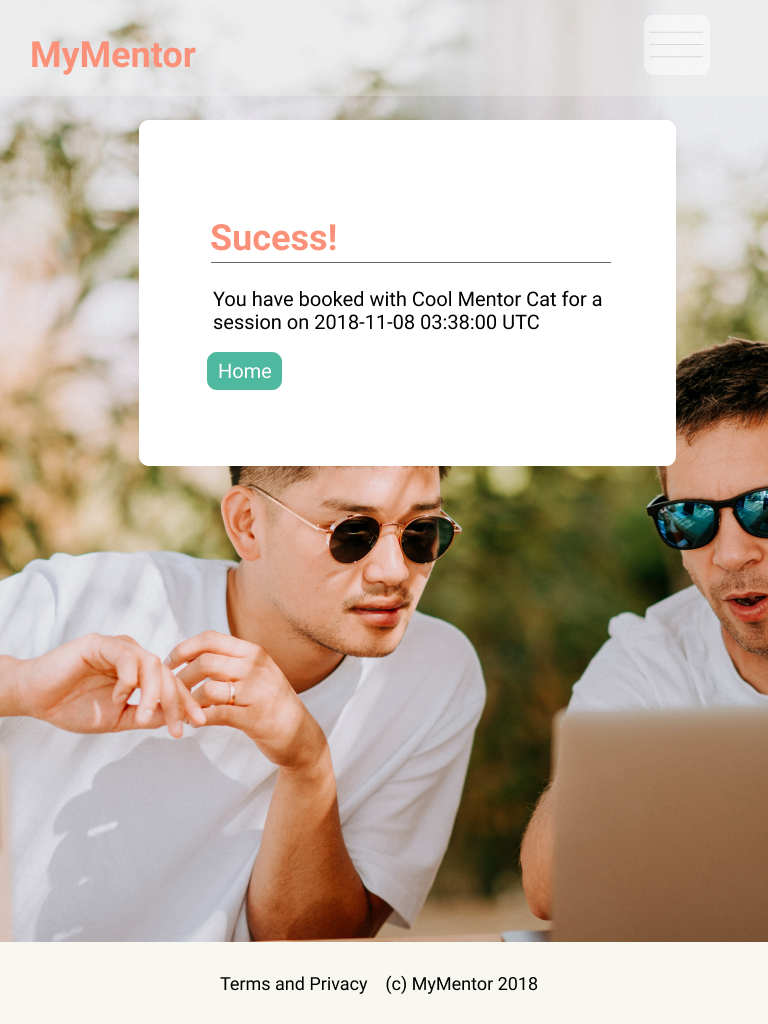 MyMentor
Sucess!
You have booked with Cool Mentor Cat for a
session on 2018-11-08 03:38:00 UTC
Home
Terms and Privacy (c) MyMentor 2018